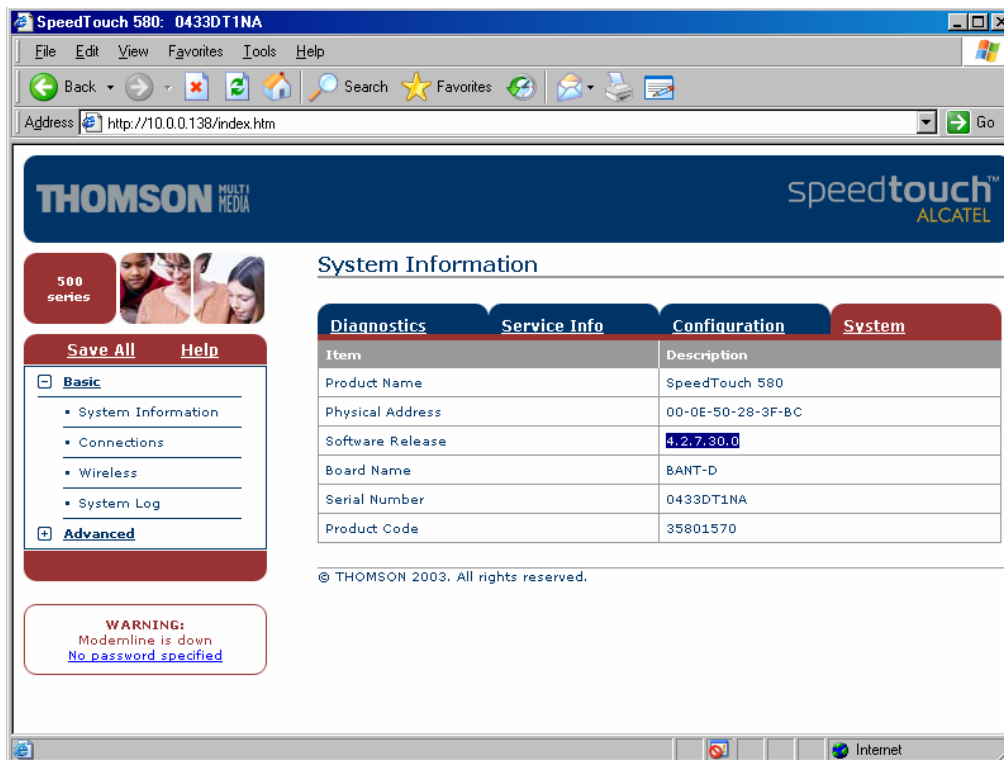 SpeedTouch 580: 0433DT1NA
File Edit View Favorites Tools Help
Back Search Favorites
Address http://10.0.0.138/index.htm Go
THOMSON MULTI MEDIA
speedtouch™
ALCATEL
500 series
System Information
Diagnostics Service Info Configuration System
Save All Help
Basic
System Information
Connections
Wireless
System Log
Advanced
Item Description
Product Name SpeedTouch 580
Physical Address 00-0E-50-28-3F-BC
Software Release 4.2.7.30.0
Board Name BANT-D
Serial Number 0433DT1NA
Product Code 35801570
© THOMSON 2003. All rights reserved.
WARNING:
Modemline is down
No password specified
Internet